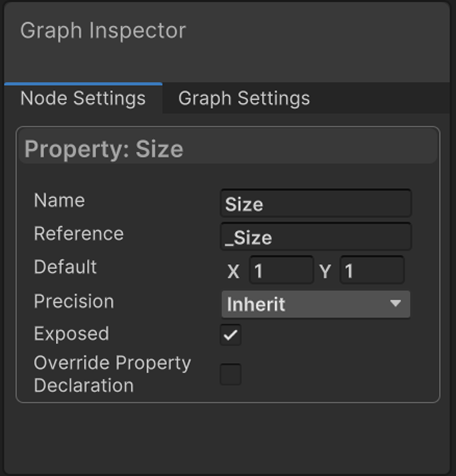 Graph Inspector
Node Settings Graph Settings
Property: Size
Name Size
Reference _Size
Default X 1 Y 1
Precision Inherit
Exposed
Override Property
Declaration